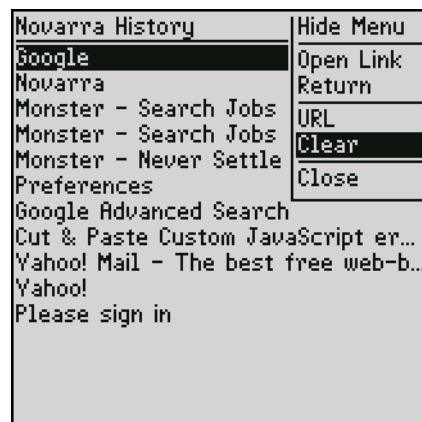 Novarra History
Hide Menu
Google
Open Link
Novarra
Return
Monster - Search Jobs
URL
Monster - Search Jobs
Clear
Monster - Never Settle
Close
Preferences
Google Advanced Search
Cut & Paste Custom JavaScript er...
Yahoo! Mail - The best free web-b...
Yahoo!
Please sign in